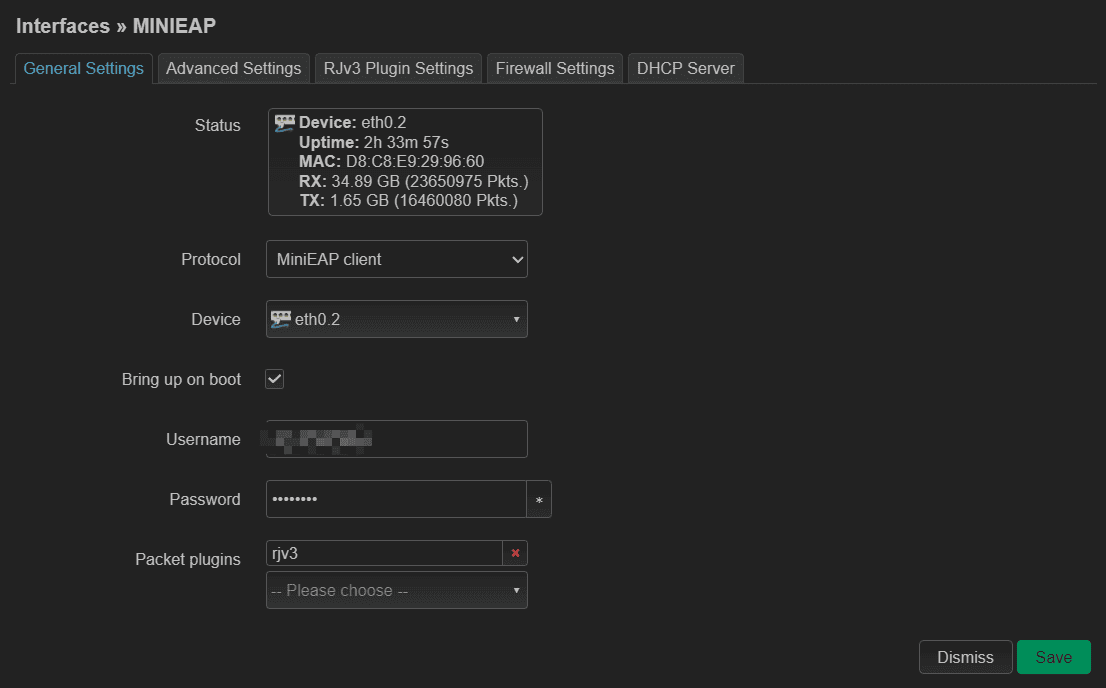 Interfaces » MINIEAP
General Settings
Advanced Settings
RJv3 Plugin Settings
Firewall Settings
DHCP Server
Status
Device: eth0.2
Uptime: 2h 33m 57s
MAC: D8:C8:E9:29:96:60
RX: 34.89 GB (23650975 Pkts.)
TX: 1.65 GB (16460080 Pkts.)
Protocol
MiniEAP client
Device
eth0.2
Bring up on boot
Username
Password
••••••••
*
Packet plugins
rjv3
-- Please choose --
Dismiss
Save